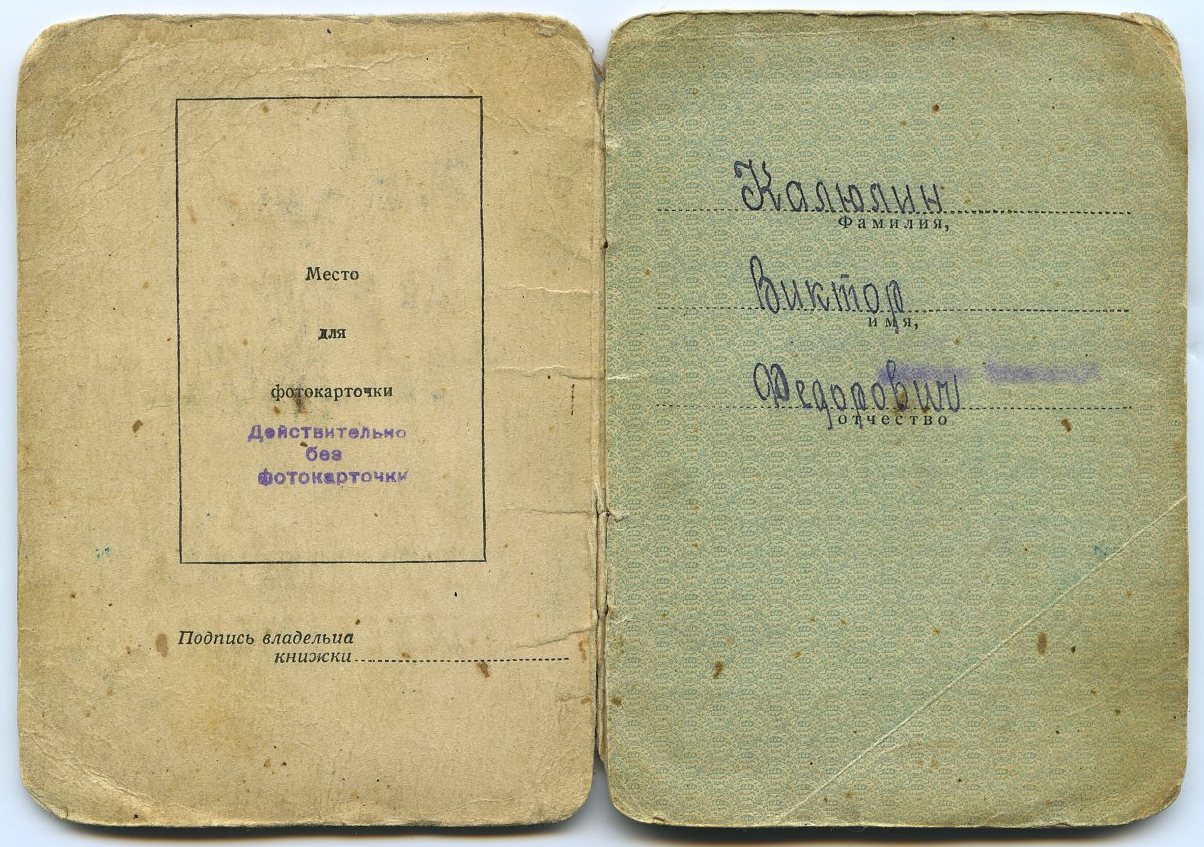 Место
для
фотокарточки
Действительно
без
фотокарточки
Подпись владельца
книжки
Калюлин
Фамилия,
Виктор
имя,
Федорович
отчество